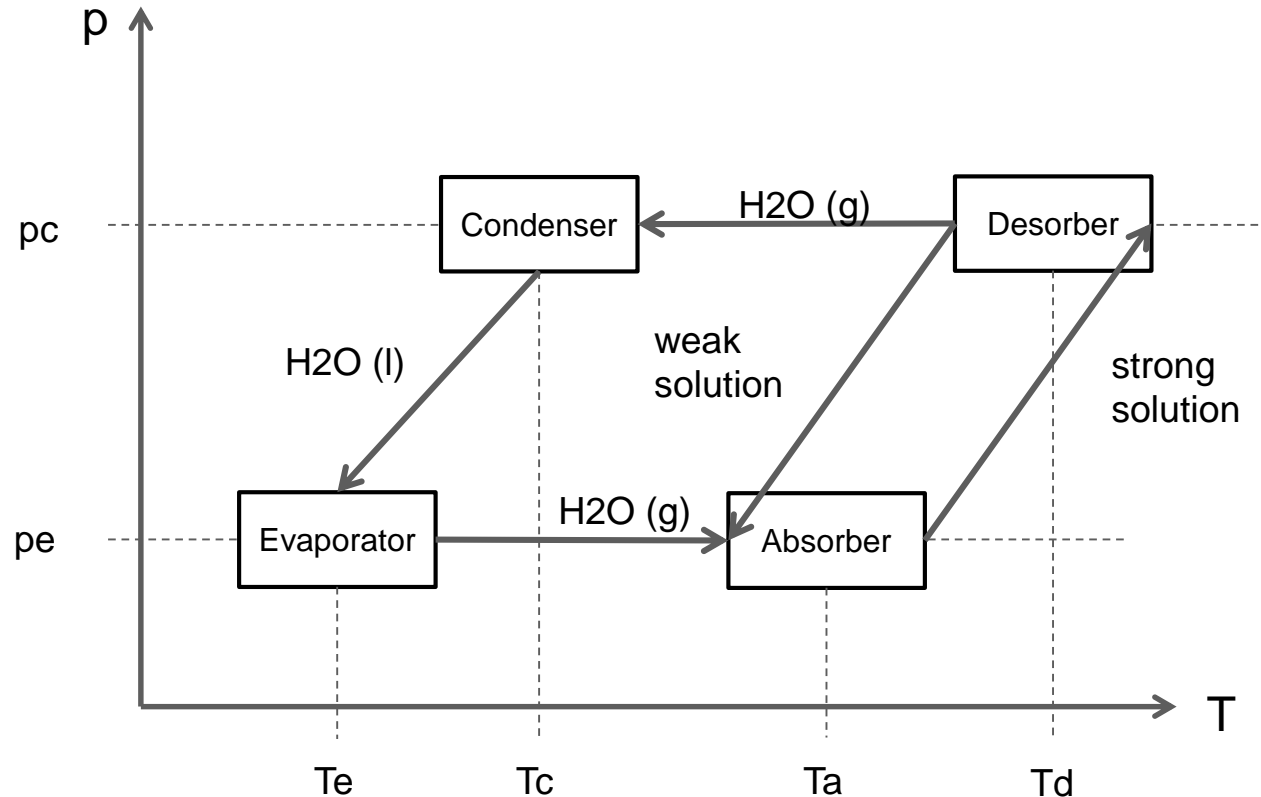 p
pc
Condenser
H2O (g)
Desorber
H2O (l)
weak
solution
strong
solution
pe
Evaporator
H2O (g)
Absorber
T
Te
Tc
Ta
Td